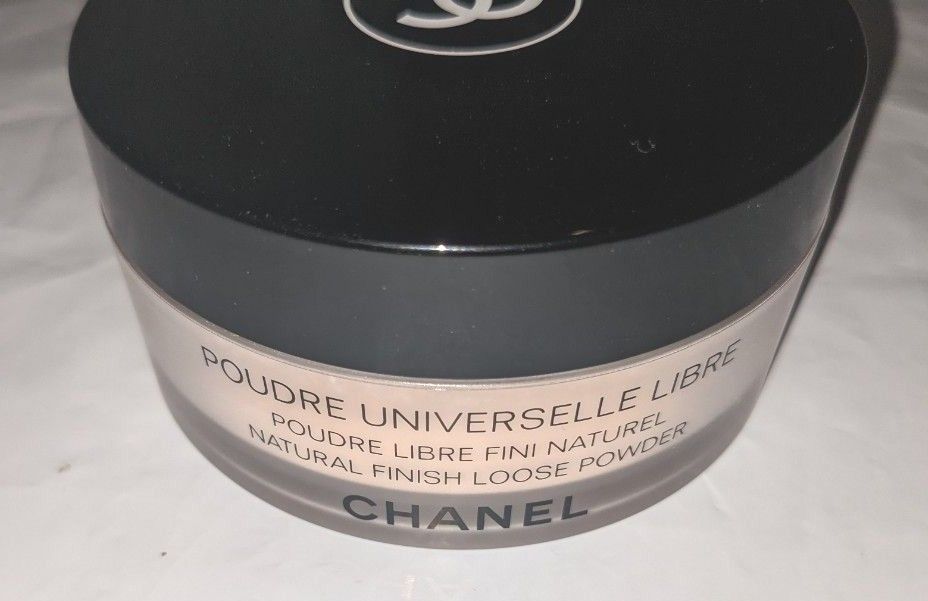 POUDRE UNIVERSELLE LIBRE
POUDRE LIBRE FINI NATUREL
NATURAL FINISH LOOSE POWDER
CHANEL